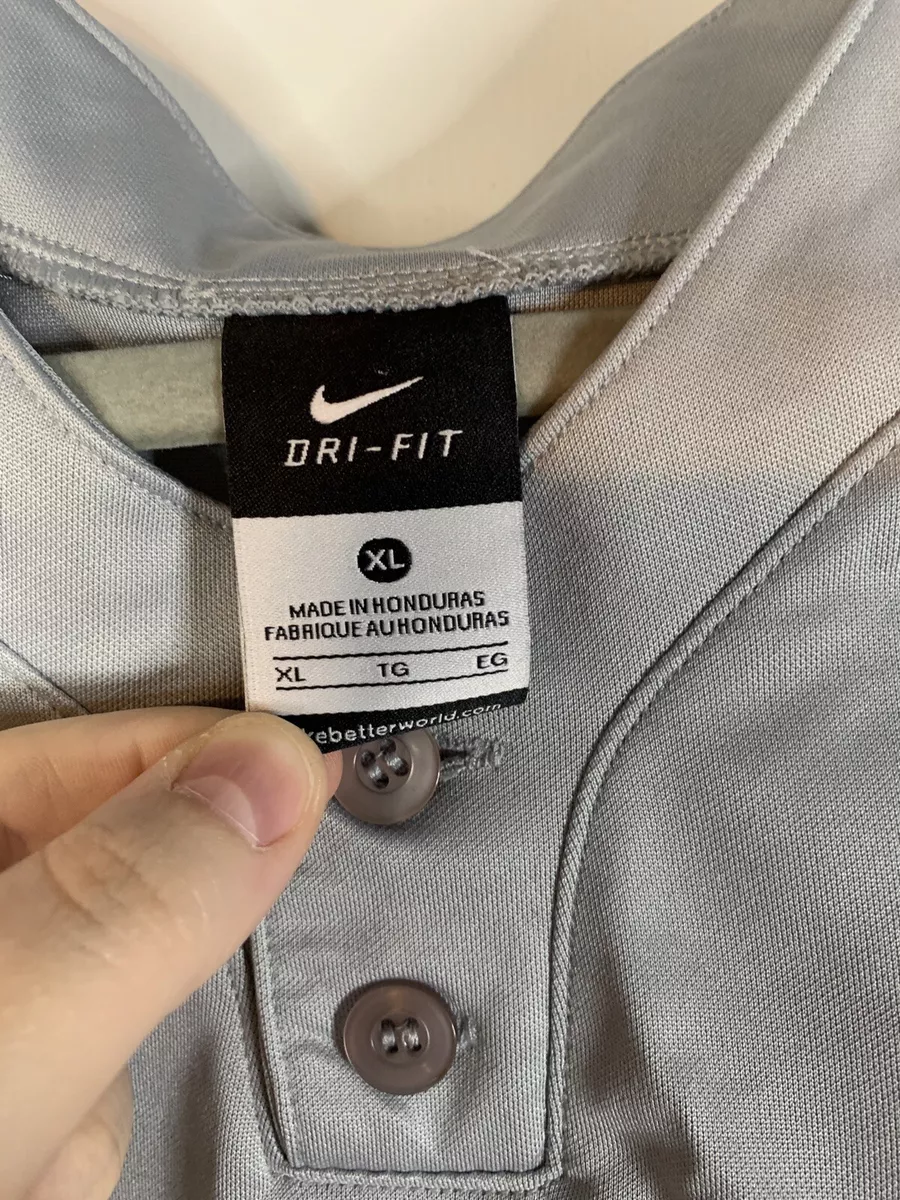 DRI-FIT
XL
MADE IN HONDURAS
FABRIQUE AU HONDURAS
XL TG EG
kebetterworld.com